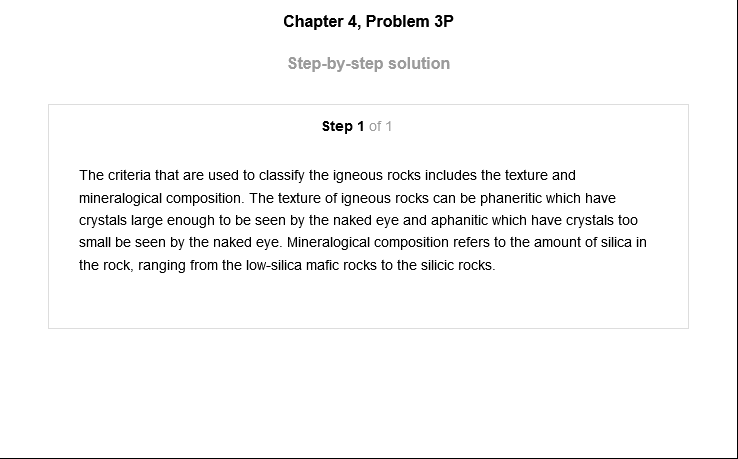 Chapter 4, Problem 3P
Step-by-step solution
Step 1 of 1
The criteria that are used to classify the igneous rocks includes the texture and
mineralogical composition. The texture of igneous rocks can be phaneritic which have
crystals large enough to be seen by the naked eye and aphanitic which have crystals too
small be seen by the naked eye. Mineralogical composition refers to the amount of silica in
the rock, ranging from the low-silica mafic rocks to the silicic rocks.